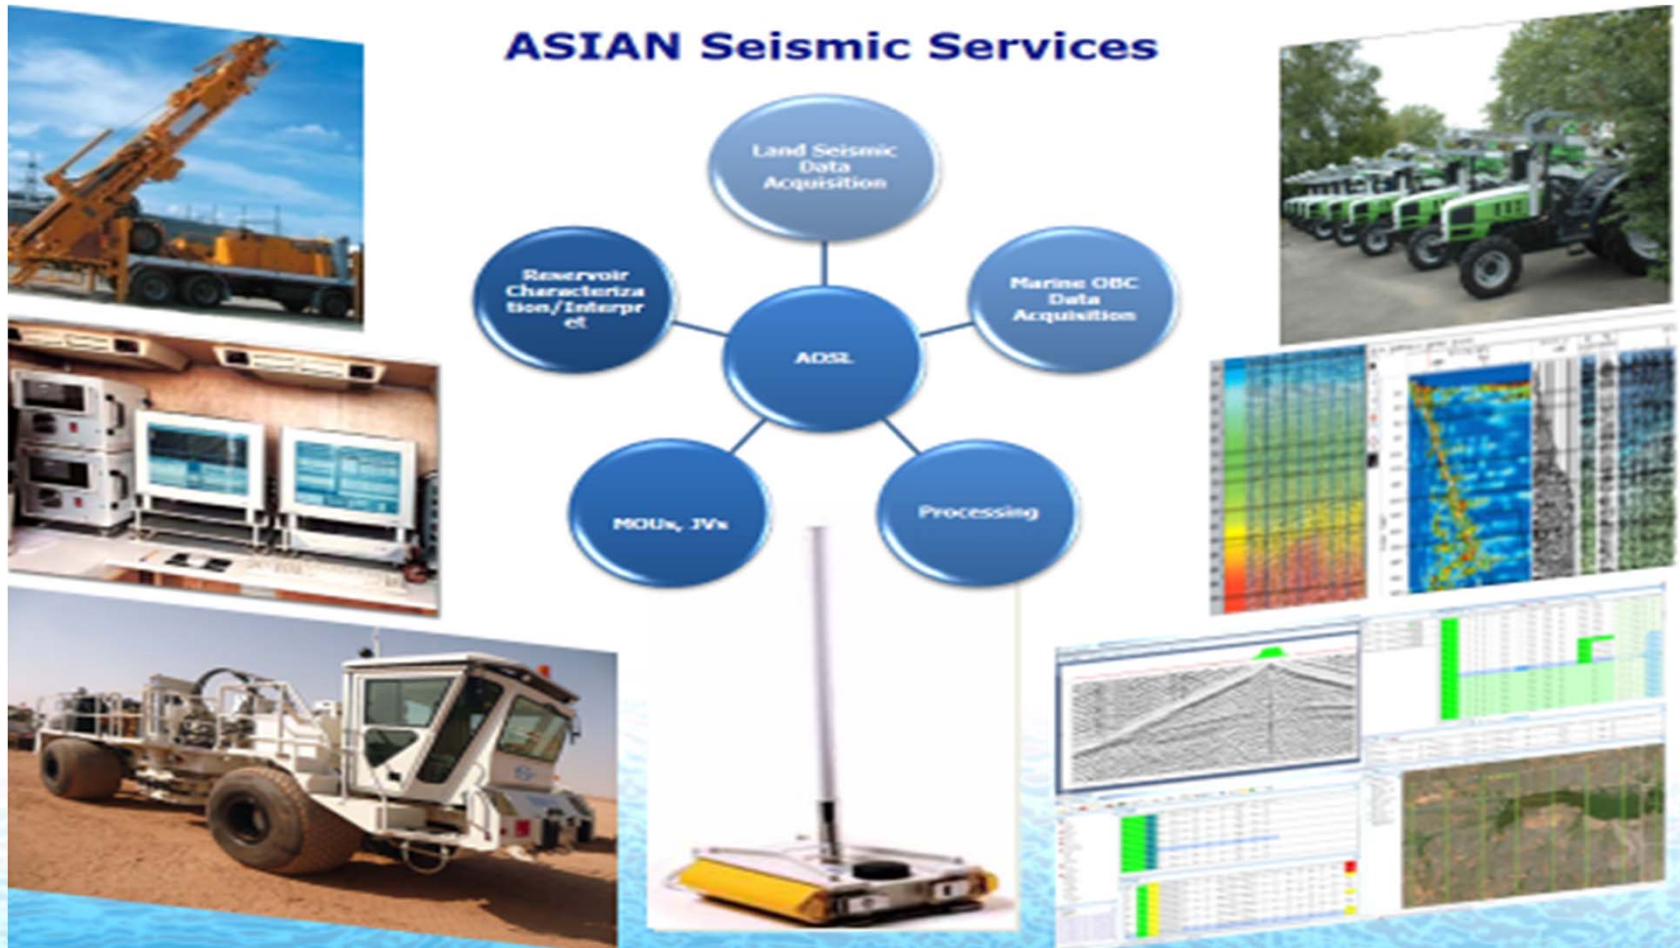 ASIAN Seismic Services
Land Seismic
Data
Acquisition
Reservoir
Characteriza
tion/Interpr
et
Marine OBC
Data
Acquisition
AOSL
MOUs, JVs
Processing